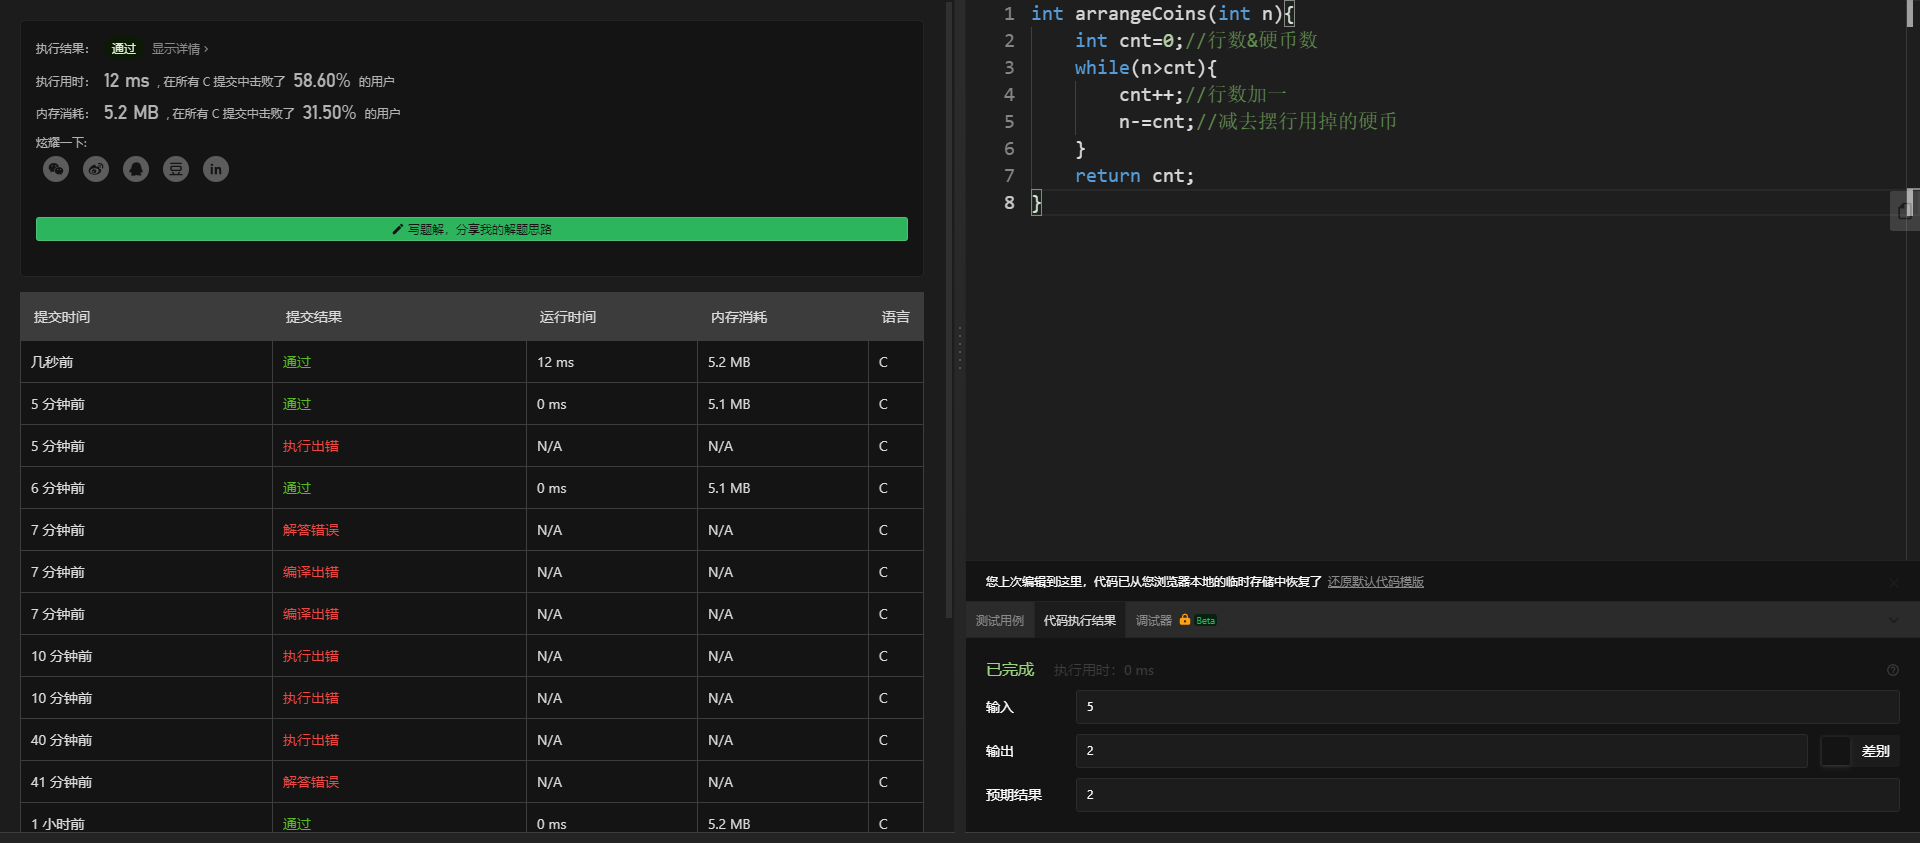 执行结果： 通过 显示详情 ›
执行用时： 12 ms , 在所有 C 提交中击败了 58.60% 的用户
内存消耗： 5.2 MB , 在所有 C 提交中击败了 31.50% 的用户
炫耀一下:
豆 in
写题解，分享我的解题思路
提交时间 提交结果 运行时间 内存消耗 语言
几秒前 通过 12 ms 5.2 MB C
5 分钟前 通过 0 ms 5.1 MB C
5 分钟前 执行出错 N/A N/A C
6 分钟前 通过 0 ms 5.1 MB C
7 分钟前 解答错误 N/A N/A C
7 分钟前 编译出错 N/A N/A C
7 分钟前 编译出错 N/A N/A C
10 分钟前 执行出错 N/A N/A C
10 分钟前 执行出错 N/A N/A C
40 分钟前 执行出错 N/A N/A C
41 分钟前 解答错误 N/A N/A C
1 小时前 通过 0 ms 5.2 MB C
1 int arrangeCoins(int n){
2 int cnt=0;//行数&硬币数
3 while(n>cnt){
4 cnt++;//行数加一
5 n-=cnt;//减去摆行用掉的硬币
6 }
7 return cnt;
8 }
您上次编辑到这里，代码已从您浏览器本地的临时存储中恢复了 还原默认代码模版
测试用例 代码执行结果 调试器 Beta
已完成 执行用时：0 ms
输入 5
输出 2 差别
预期结果 2